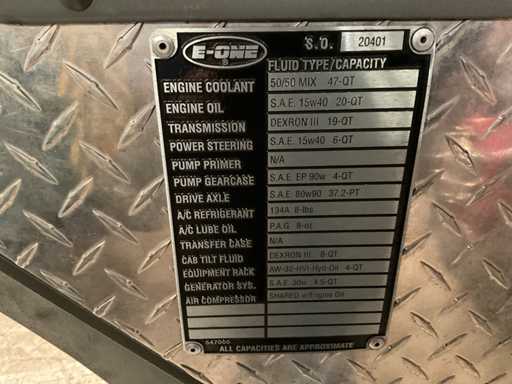 E-ONE ® S.O. 20401
FLUID TYPE/CAPACITY
ENGINE COOLANT 50/50 MIX 47-QT
ENGINE OIL S.A.E. 15w40 20-QT
TRANSMISSION DEXRON III 19-QT
POWER STEERING S.A.E. 15w40 6-QT
PUMP PRIMER N/A
PUMP GEARCASE S.A.E. EP 90w 4-QT
DRIVE AXLE S.A.E. 80w90 37.2-PT
A/C REFRIGERANT 134A 8-lbs
A/C LUBE OIL P.A.G. 8-oz
TRANSFER CASE N/A
CAB TILT FLUID DEXRON III 8-QT
EQUIPMENT RACK AW-32-HVI-Hyd-Oil 4-QT
GENERATOR SYS. S.A.E. 30w 4.5-QT
AIR COMPRESSOR SHARED w/Engine Oil
ALL CAPACITIES ARE APPROXIMATE